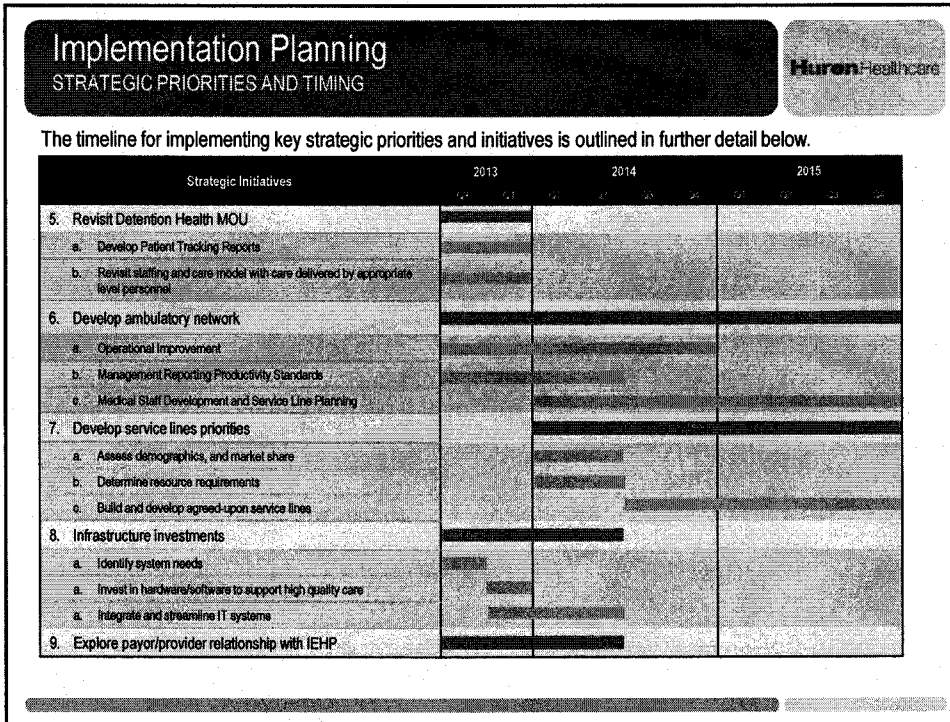 Implementation Planning
STRATEGIC PRIORITIES AND TIMING
HuronHealthcare
The timeline for implementing key strategic priorities and initiatives is outlined in further detail below.
Strategic Initiatives
2013 2014 2015
5. Revisit Detention Health MOU
a. Develop Patient Tracking Reports
b. Revisit staffing and care model with care delivered by appropriate
level personnel
6. Develop ambulatory network
a. Operational Improvement
b. Management Reporting Productivity Standards
c. Medical Staff Development and Service Line Planning
7. Develop service lines priorities
a. Assess demographics, and market share
b. Determine resource requirements
c. Build and develop agreed-upon service lines
8. Infrastructure investments
a. Identify system needs
a. Invest in hardware/software to support high quality care
a. Integrate and streamline IT systems
9. Explore payor/provider relationship with IEHP